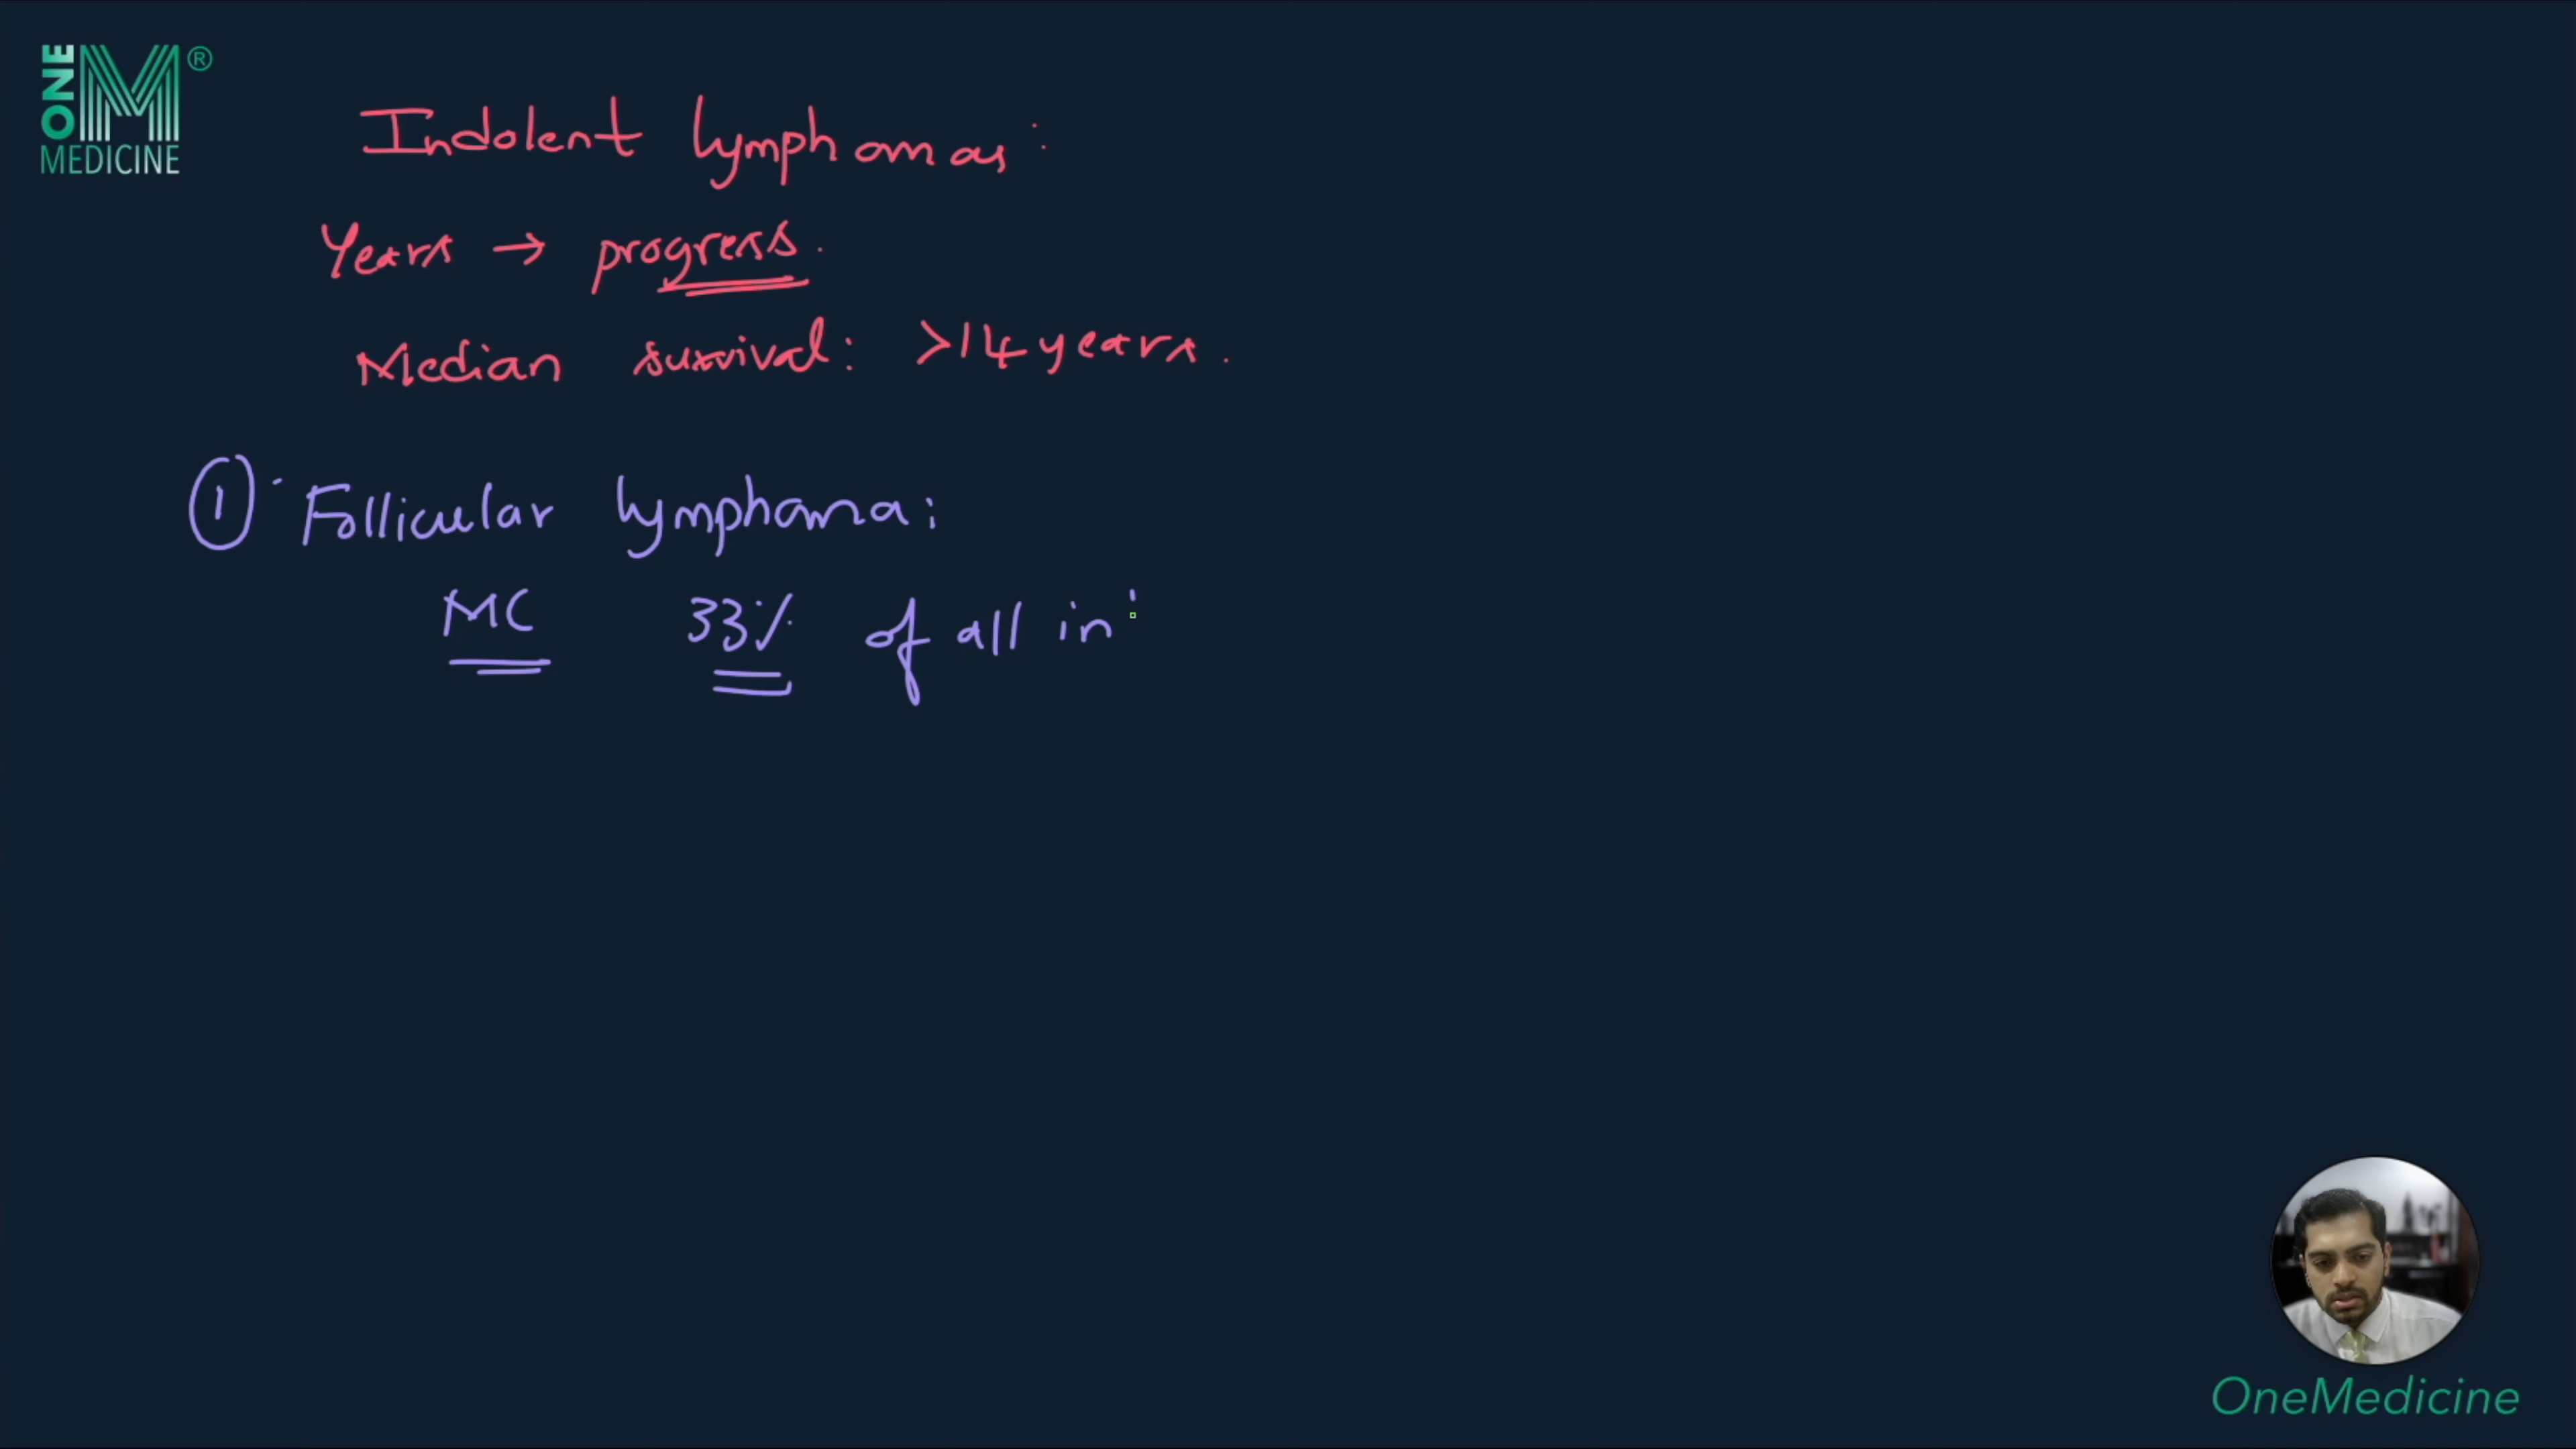 ONE M ®
MEDICINE
Indolent lymphomas:
Years → progress.
Median survival: >14 years.
① Follicular lymphoma:
MC 33% of all in
OneMedicine